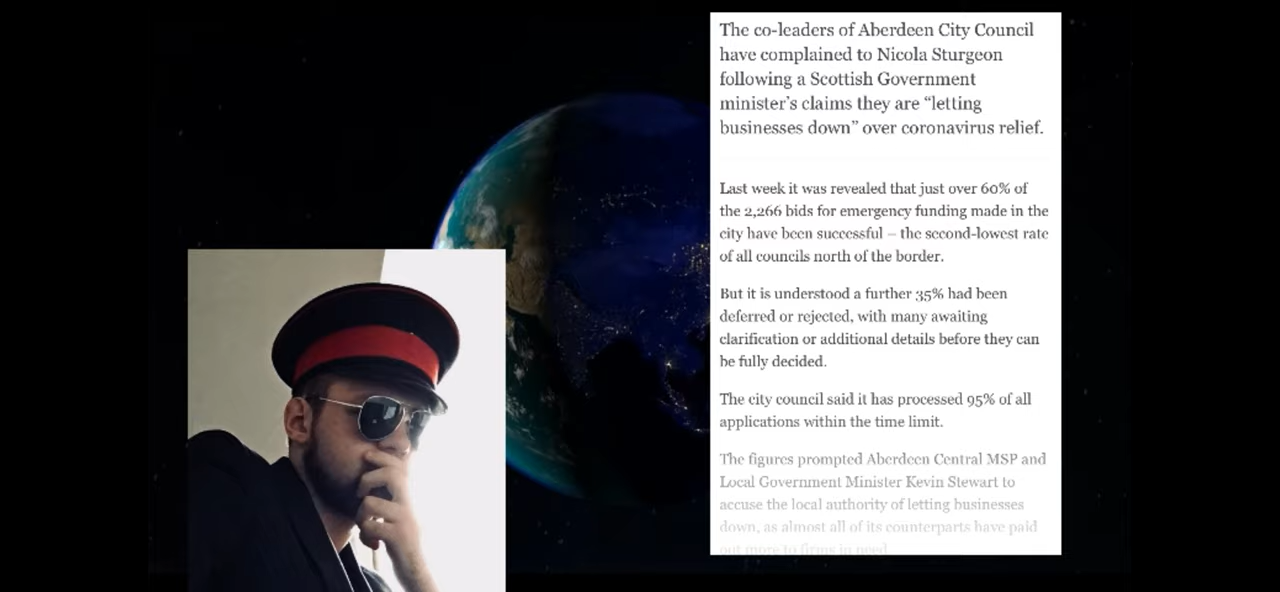 The co-leaders of Aberdeen City Council
have complained to Nicola Sturgeon
following a Scottish Government
minister's claims they are “letting
businesses down” over coronavirus relief.
Last week it was revealed that just over 60% of
the 2,266 bids for emergency funding made in the
city have been successful – the second-lowest rate
of all councils north of the border.
But it is understood a further 35% had been
deferred or rejected, with many awaiting
clarification or additional details before they can
be fully decided.
The city council said it has processed 95% of all
applications within the time limit.
The figures prompted Aberdeen Central MSP and
Local Government Minister Kevin Stewart to
accuse the local authority of letting businesses
down, as almost all of its counterparts have paid
out more to firms in need